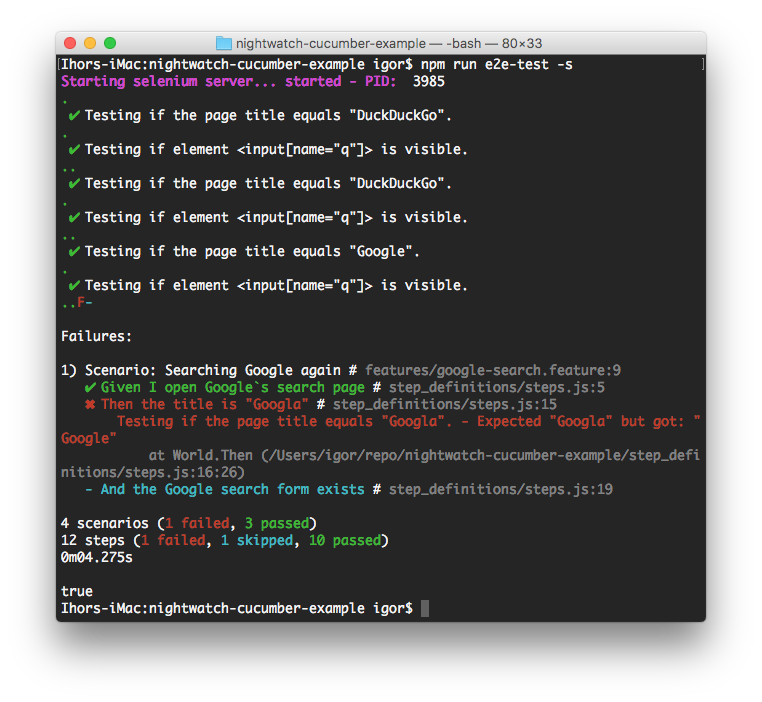 nightwatch-cucumber-example — -bash — 80×33
[Ihors-iMac:nightwatch-cucumber-example igor$ npm run e2e-test -s ]
Starting selenium server... started - PID:  3985
.
✔ Testing if the page title equals "DuckDuckGo".
.
✔ Testing if element <input[name="q"]> is visible.
..
✔ Testing if the page title equals "DuckDuckGo".
.
✔ Testing if element <input[name="q"]> is visible.
..
✔ Testing if the page title equals "Google".
.
✔ Testing if element <input[name="q"]> is visible.
..F-
Failures:
1) Scenario: Searching Google again # features/google-search.feature:9
✔ Given I open Google`s search page # step_definitions/steps.js:5
✖ Then the title is "Googla" # step_definitions/steps.js:15
Testing if the page title equals "Googla". - Expected "Googla" but got: "
Google"
at World.Then (/Users/igor/repo/nightwatch-cucumber-example/step_defi
nitions/steps.js:16:26)
- And the Google search form exists # step_definitions/steps.js:19
4 scenarios (1 failed, 3 passed)
12 steps (1 failed, 1 skipped, 10 passed)
0m04.275s
true
Ihors-iMac:nightwatch-cucumber-example igor$